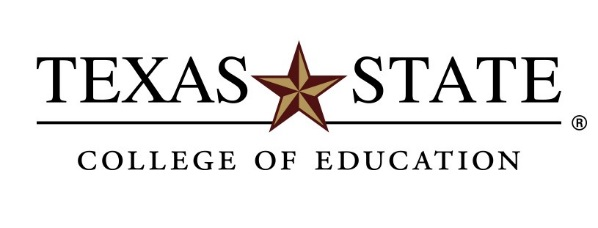 TEXAS STATE
®
COLLEGE OF EDUCATION